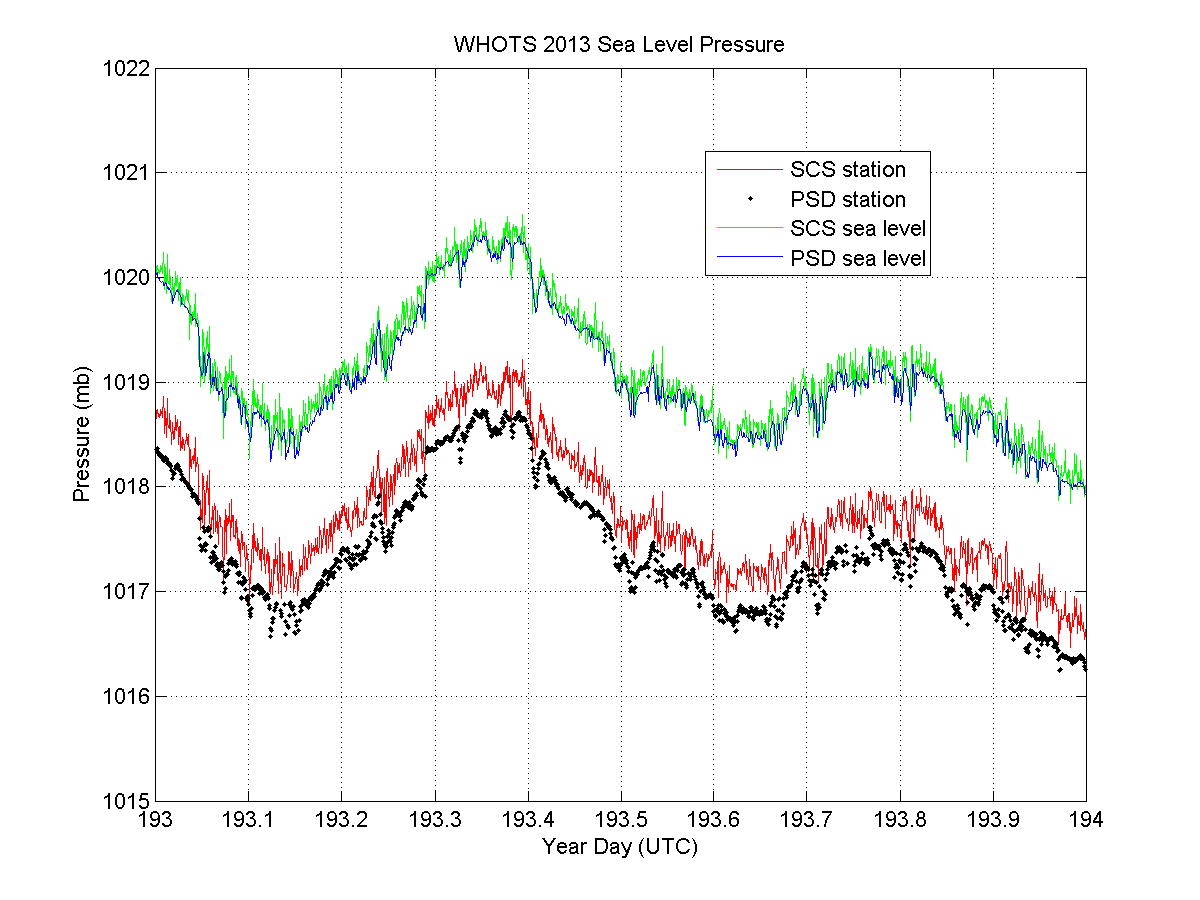 WHOTS 2013 Sea Level Pressure
1022
1021
1020
1019
1018
1017
1016
1015
Pressure (mb)
SCS station
PSD station
SCS sea level
PSD sea level
193 193.1 193.2 193.3 193.4 193.5 193.6 193.7 193.8 193.9 194
Year Day (UTC)